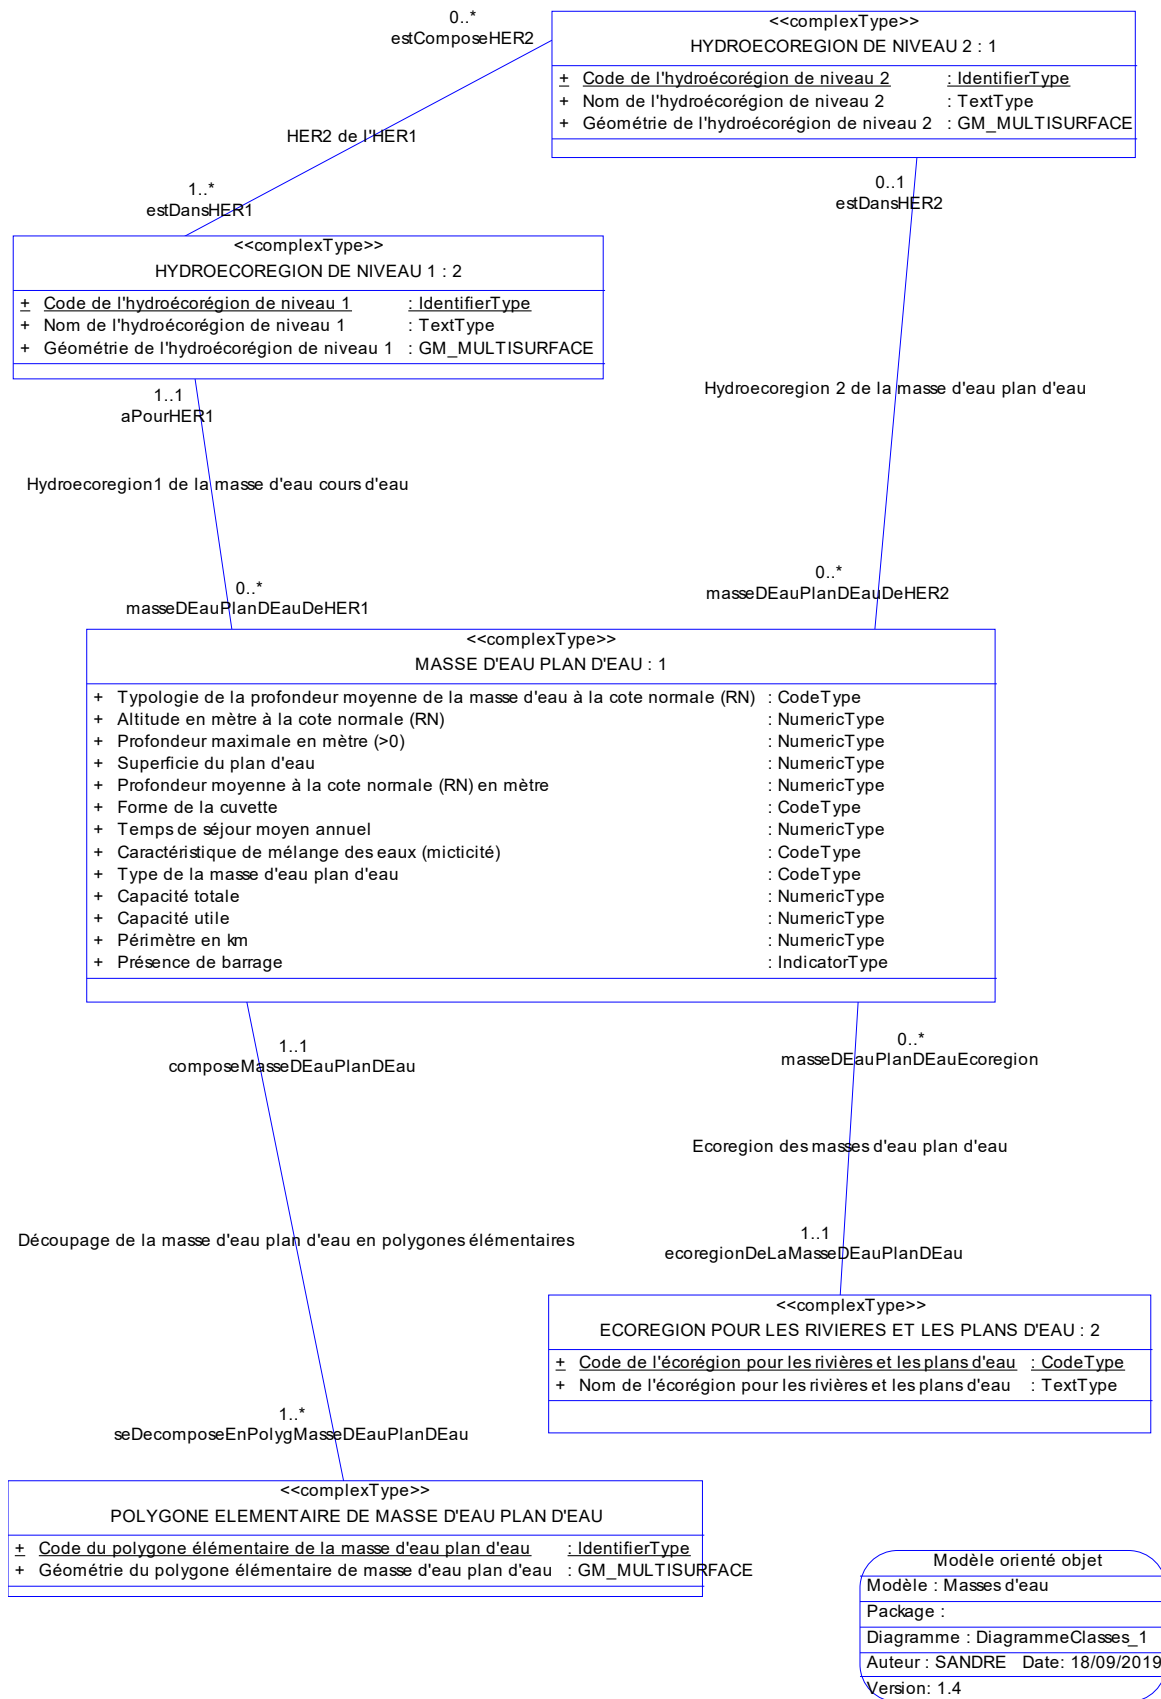 0..*
estComposeHER2
<<complexType>>
HYDROECOREGION DE NIVEAU 2 : 1
+ Code de l'hydroécorégion de niveau 2 : IdentifierType
+ Nom de l'hydroécorégion de niveau 2 : TextType
+ Géométrie de l'hydroécorégion de niveau 2 : GM_MULTISURFACE
HER2 de l'HER1
1..*
estDansHER1
0..1
estDansHER2
<<complexType>>
HYDROECOREGION DE NIVEAU 1 : 2
+ Code de l'hydroécorégion de niveau 1 : IdentifierType
+ Nom de l'hydroécorégion de niveau 1 : TextType
+ Géométrie de l'hydroécorégion de niveau 1 : GM_MULTISURFACE
1..1
aPourHER1
Hydroecoregion 2 de la masse d'eau plan d'eau
Hydroecoregion1 de la masse d'eau cours d'eau
0..*
masseDEauPlanDEauDeHER1
0..*
masseDEauPlanDEauDeHER2
<<complexType>>
MASSE D'EAU PLAN D'EAU : 1
+ Typologie de la profondeur moyenne de la masse d'eau à la cote normale (RN) : CodeType
+ Altitude en mètre à la cote normale (RN) : NumericType
+ Profondeur maximale en mètre (>0) : NumericType
+ Superficie du plan d'eau : NumericType
+ Profondeur moyenne à la cote normale (RN) en mètre : NumericType
+ Forme de la cuvette : CodeType
+ Temps de séjour moyen annuel : NumericType
+ Caractéristique de mélange des eaux (micticité) : CodeType
+ Type de la masse d'eau plan d'eau : CodeType
+ Capacité totale : NumericType
+ Capacité utile : NumericType
+ Périmètre en km : NumericType
+ Présence de barrage : IndicatorType
1..1
composeMasseDEauPlanDEau
0..*
masseDEauPlanDEauEcoregion
Ecoregion des masses d'eau plan d'eau
Découpage de la masse d'eau plan d'eau en polygones élémentaires
1..1
ecoregionDeLaMasseDEauPlanDEau
<<complexType>>
ECOREGION POUR LES RIVIERES ET LES PLANS D'EAU : 2
+ Code de l'écorégion pour les rivières et les plans d'eau : CodeType
+ Nom de l'écorégion pour les rivières et les plans d'eau : TextType
1..*
seDecomposeEnPolygMasseDEauPlanDEau
<<complexType>>
POLYGONE ELEMENTAIRE DE MASSE D'EAU PLAN D'EAU
+ Code du polygone élémentaire de la masse d'eau plan d'eau : IdentifierType
+ Géométrie du polygone élémentaire de masse d'eau plan d'eau : GM_MULTISURFACE
Modèle orienté objet
Modèle : Masses d'eau
Package :
Diagramme : DiagrammeClasses_1
Auteur : SANDRE Date: 18/09/2019
Version: 1.4